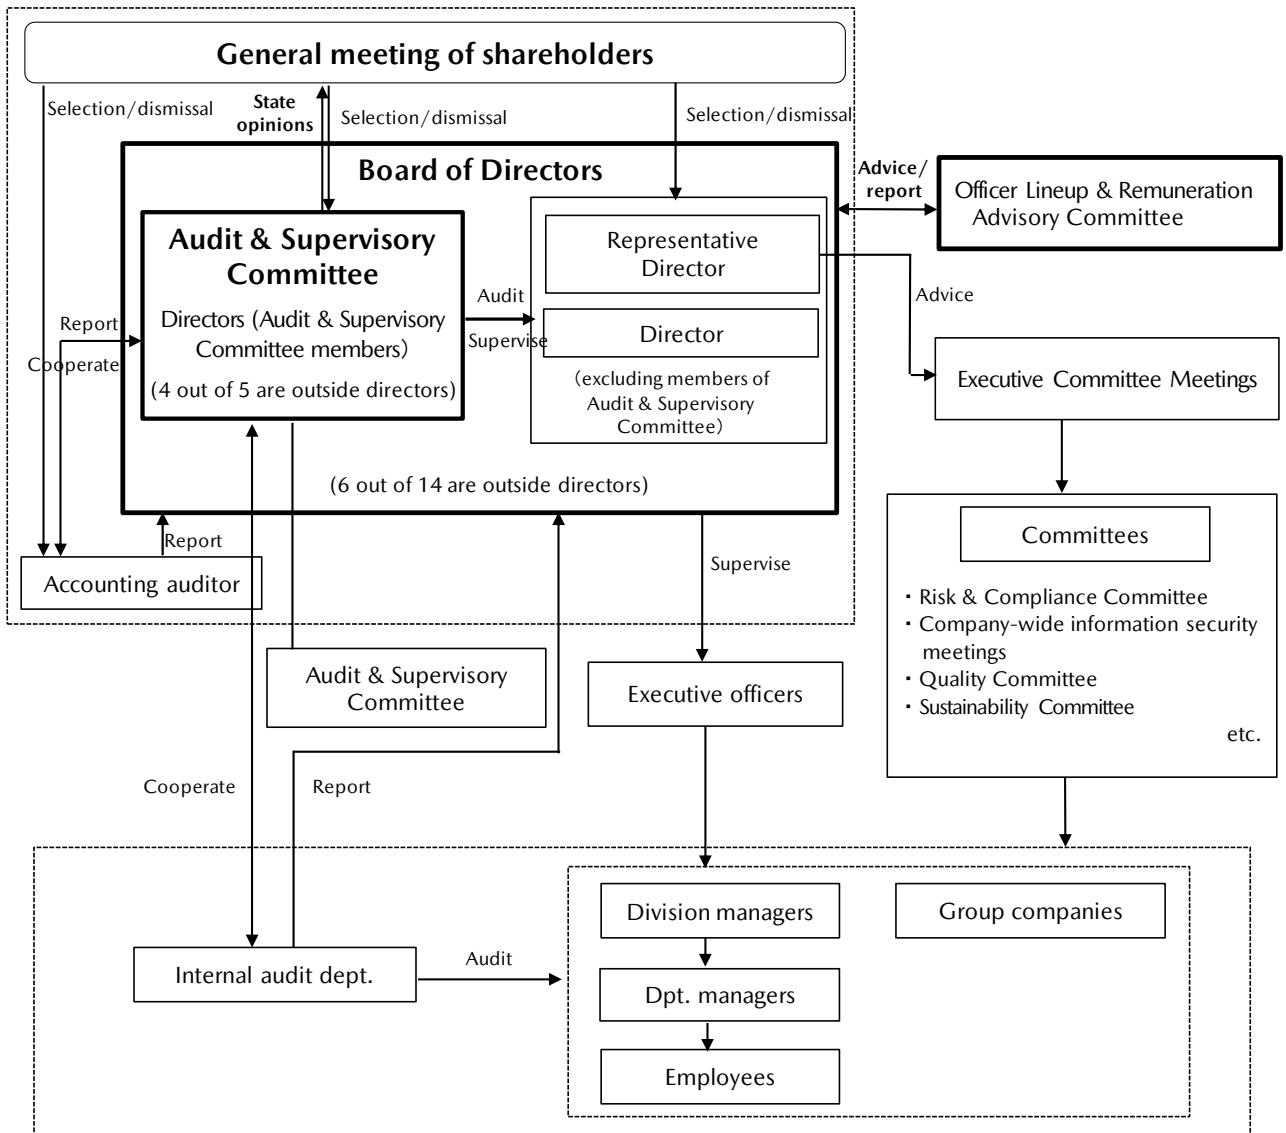 General meeting of shareholders
Selection/dismissal
State
opinions
Selection/dismissal
Selection/dismissal
Board of Directors
Advice/
report
Officer Lineup & Remuneration
Advisory Committee
Audit & Supervisory
Committee
Directors (Audit & Supervisory
Committee members)
(4 out of 5 are outside directors)
Report
Cooperate
Audit
Supervise
Representative
Director
Director
(excluding members of
Audit & Supervisory
Committee)
Advice
Executive Committee Meetings
(6 out of 14 are outside directors)
Report
Accounting auditor
Supervise
Committees
・Risk & Compliance Committee
・Company-wide information security
meetings
・Quality Committee
・Sustainability Committee
etc.
Audit & Supervisory
Committee
Executive officers
Cooperate
Report
Division managers
Group companies
Internal audit dept.
Audit
Dpt. managers
Employees